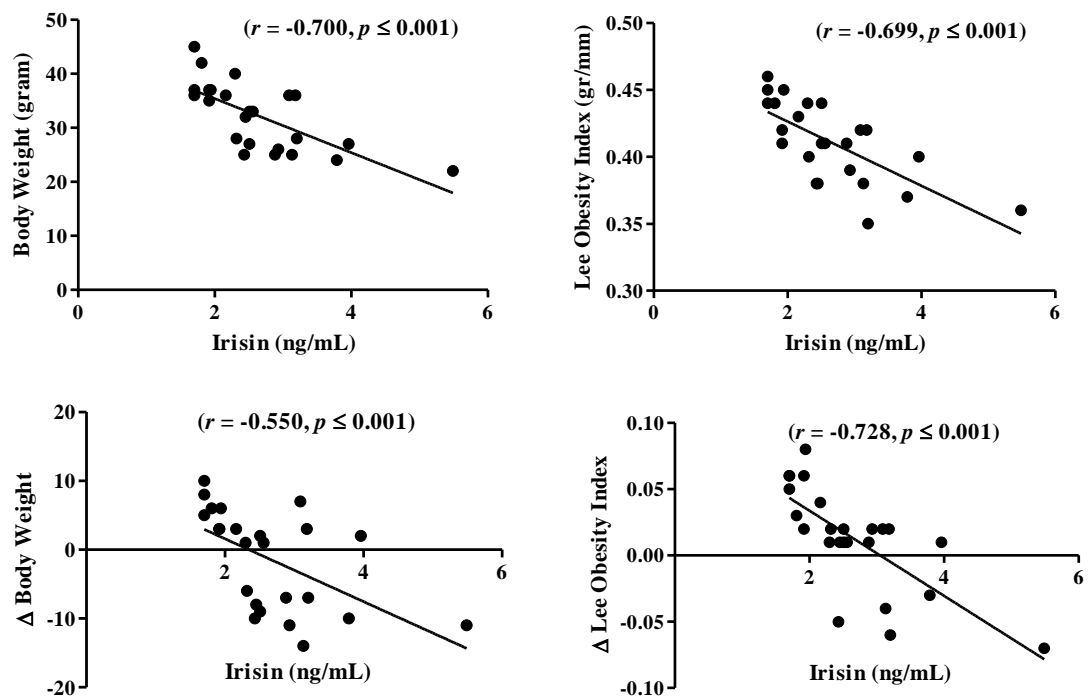 (r = -0.700, p ≤ 0.001)
Body Weight (gram)
50
40
30
20
10
0
0 2 4 6
Irisin (ng/mL)
(r = -0.699, p ≤ 0.001)
Lee Obesity Index (gr/mm)
0.50
0.45
0.40
0.35
0.30
0 2 4 6
Irisin (ng/mL)
(r = -0.550, p ≤ 0.001)
Δ Body Weight
20
10
0
-10
-20
2 4 6
Irisin (ng/mL)
(r = -0.728, p ≤ 0.001)
Δ Lee Obesity Index
0.10
0.05
0.00
-0.05
-0.10
2 4 6
Irisin (ng/mL)